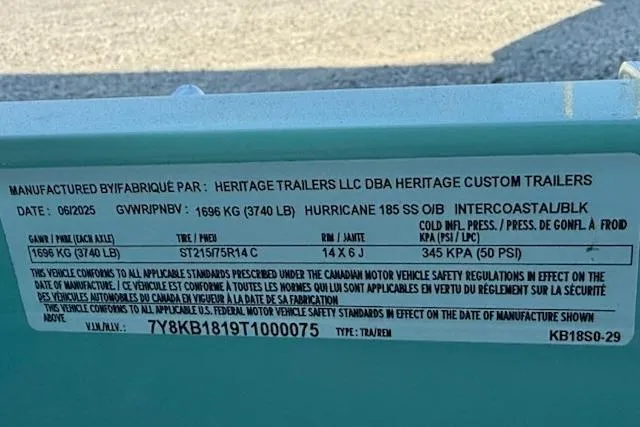 MANUFACTURED BY/FABRIQUÉ PAR : HERITAGE TRAILERS LLC DBA HERITAGE CUSTOM TRAILERS
DATE : 06/2025 GVWR/PNBV : 1696 KG (3740 LB) HURRICANE 185 SS O/B INTERCOASTAL/BLK
GAWR / PNBE (EACH AXLE) TIRE / PNEU RIM / JANTE COLD INFL. PRESS. / PRESS. DE GONFL. À FROID KPA (PSI / LPC)
1696 KG (3740 LB) ST215/75R14 C 14 X 6 J 345 KPA (50 PSI)
THIS VEHICLE CONFORMS TO ALL APPLICABLE STANDARDS PRESCRIBED UNDER THE CANADIAN MOTOR VEHICLE SAFETY REGULATIONS IN EFFECT ON THE
DATE OF MANUFACTURE / CE VÉHICULE EST CONFORME À TOUTES LES NORMES QUI LUI SONT APPLICABLES EN VERTU DU RÈGLEMENT SUR LA SÉCURITÉ
DES VÉHICULES AUTOMOBILES DU CANADA EN VIGUEUR À LA DATE DE SA FABRICATION
THIS VEHICLE CONFORMS TO ALL APPLICABLE U.S. FEDERAL MOTOR VEHICLE SAFETY STANDARDS IN EFFECT ON THE DATE OF MANUFACTURE SHOWN
ABOVE
V.I.N./N.I.V. : 7Y8KB1819T1000075 TYPE : TRA/REM KB18S0-29